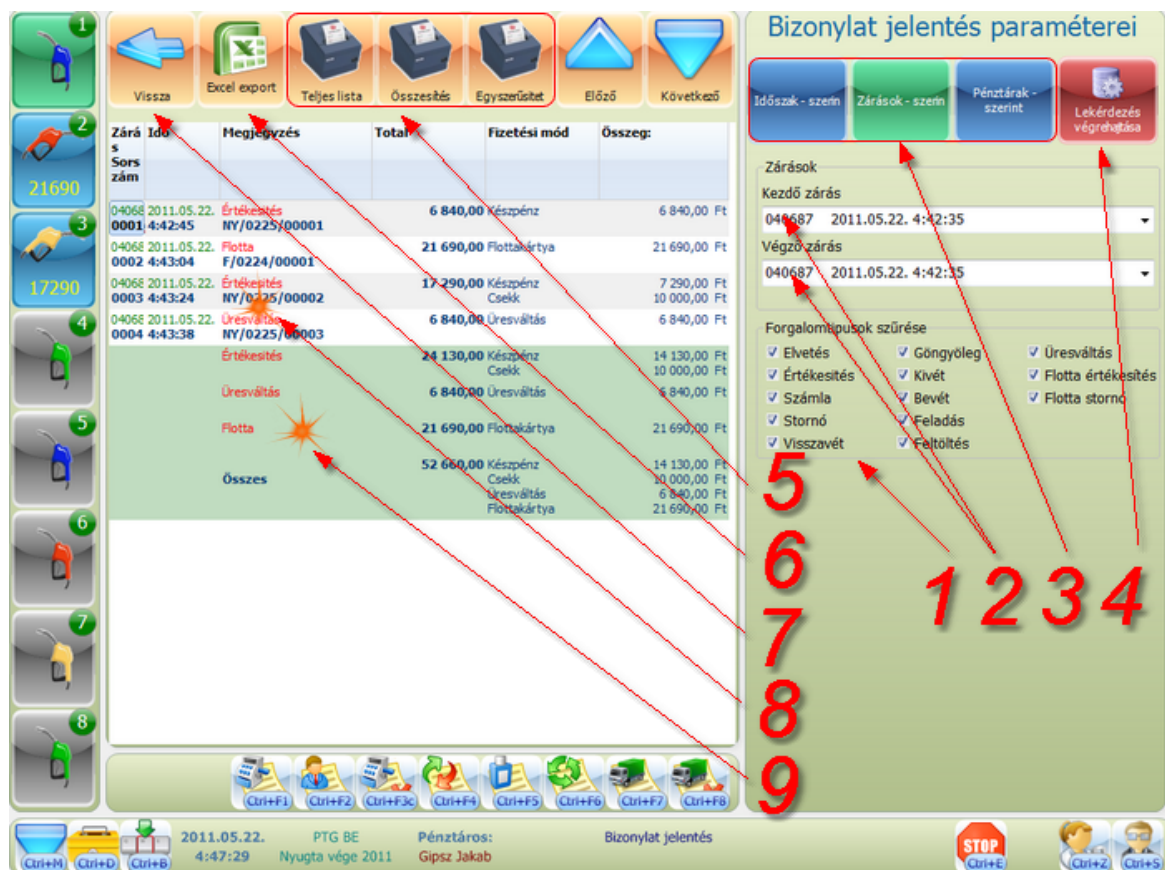 1
2
21690
3
17290
4
5
6
7
8
Vissza
Excel export
Teljes lista
Összesítés
Egyszerűsitet
Előző
Következő
Zárá
s
Sors
zám
Idő
Megjegyzés
Total
Fizetési mód
Összeg:
04068 2011.05.22. Értékesítés 6 840,00 Készpénz 6 840,00 Ft
0001 4:42:45 NY/0225/00001
04068 2011.05.22. Flotta 21 690,00 Flottakártya 21 690,00 Ft
0002 4:43:04 F/0224/00001
04068 2011.05.22. Értékesítés 17 290,00 Készpénz 7 290,00 Ft
0003 4:43:24 NY/0225/00002 Csekk 10 000,00 Ft
04068 2011.05.22. Üresváltás 6 840,00 Üresváltás 6 840,00 Ft
0004 4:43:38 NY/0225/00003
Értékesítés 24 130,00 Készpénz 14 130,00 Ft
Csekk 10 000,00 Ft
Üresváltás 6 840,00 Üresváltás 6 840,00 Ft
Flotta 21 690,00 Flottakártya 21 690,00 Ft
52 660,00 Készpénz 14 130,00 Ft
Összes Csekk 10 000,00 Ft
Üresváltás 6 840,00 Ft
Flottakártya 21 690,00 Ft
Bizonylat jelentés paraméterei
Időszak - szerin
Zárások - szerin
Pénztárak -
szerint
Lekérdezés
végrehajtása
Zárások
Kezdő zárás
040687 2011.05.22. 4:42:35
Végző zárás
040687 2011.05.22. 4:42:35
Forgalomtípusok szűrése
Elvetés Göngyöleg Üresváltás
Értékesités Kivét Flotta értékesítés
Számla Bevét Flotta stornó
Stornó Feladás
Visszavét Feltöltés
5
6
7
8
9
1 2 3 4
Ctrl+F1 Ctrl+F2 Ctrl+F3c Ctrl+F4 Ctrl+F5 Ctrl+F6 Ctrl+F7 Ctrl+F8
Ctrl+M Ctrl+D Ctrl+B
2011.05.22. PTG BE Pénztáros: Bizonylat jelentés
4:47:29 Nyugta vége 2011 Gipsz Jakab
STOP
Ctrl+E
Ctrl+Z Ctrl+S